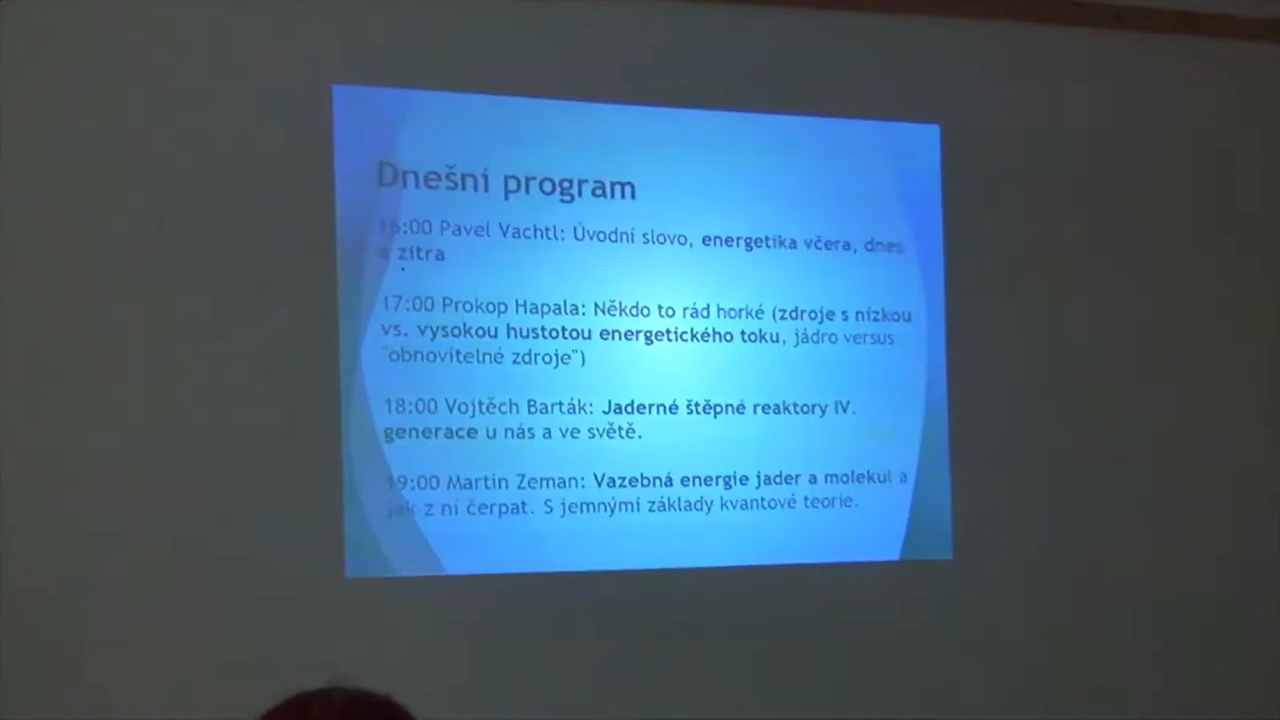 Dnešní program
16:00 Pavel Vachtl: Úvodní slovo, energetika včera, dnes
a zítra
17:00 Prokop Hapala: Někdo to rád horké (zdroje s nízkou
vs. vysokou hustotou energetického toku, jádro versus
"obnovitelné zdroje")
18:00 Vojtěch Barták: Jaderné štěpné reaktory IV.
generace u nás a ve světě.
19:00 Martin Zeman: Vazebná energie jader a molekul a
jak z ní čerpat. S jemnými základy kvantové teorie.